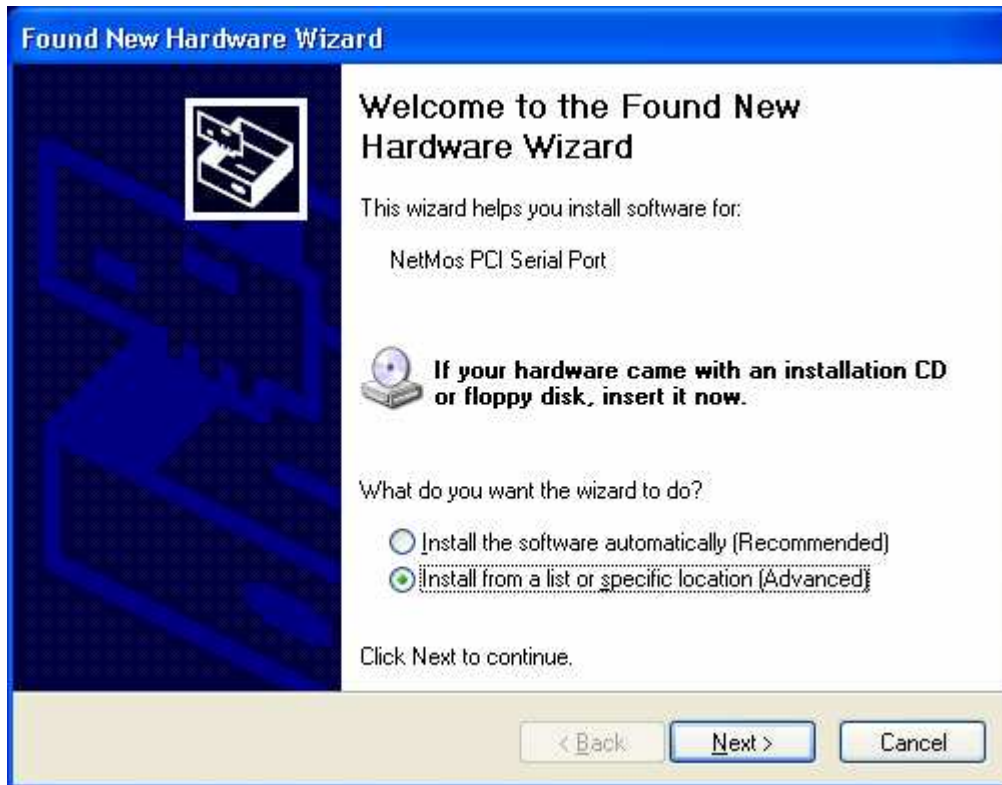 Found New Hardware Wizard
Welcome to the Found New
Hardware Wizard
This wizard helps you install software for:
NetMos PCI Serial Port
If your hardware came with an installation CD
or floppy disk, insert it now.
What do you want the wizard to do?
Install the software automatically (Recommended)
Install from a list or specific location (Advanced)
Click Next to continue.
< Back Next > Cancel